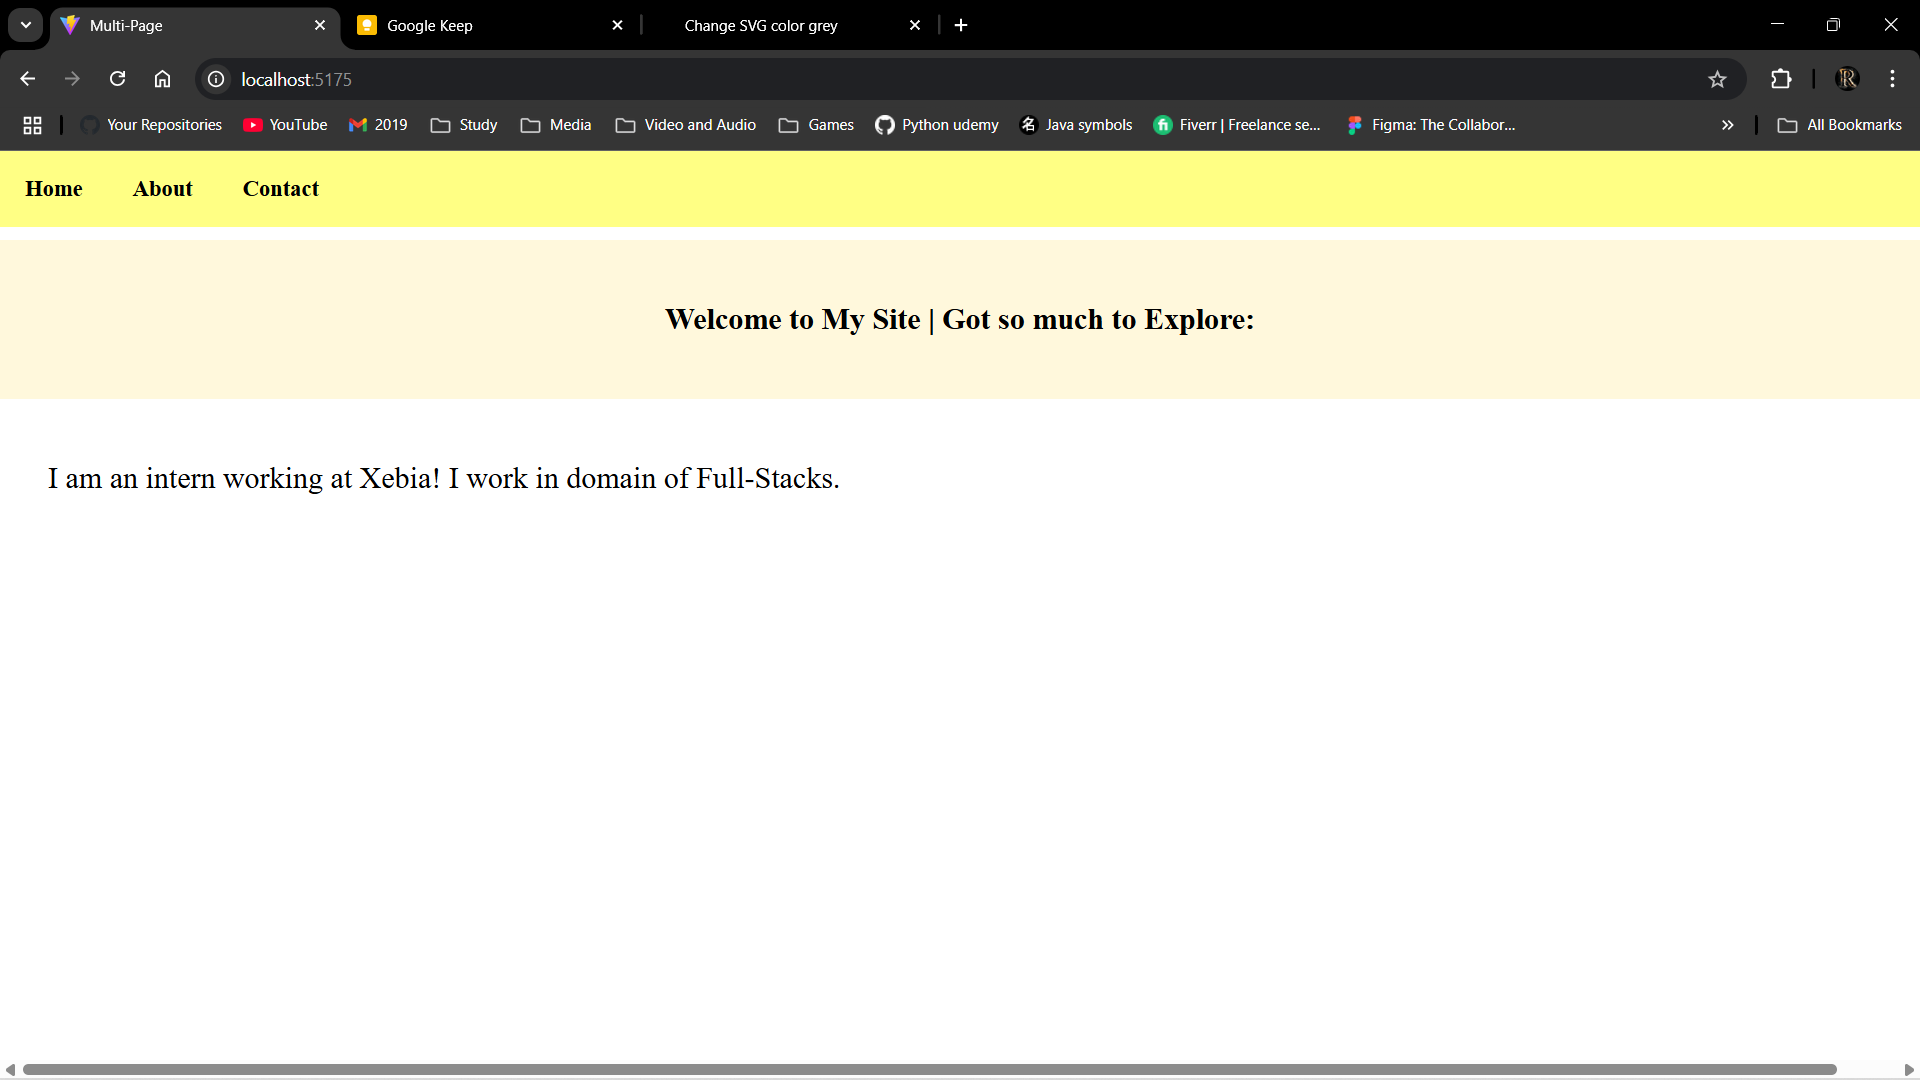 Multi-Page
Google Keep
Change SVG color grey
localhost:5175
R
Your Repositories
YouTube
2019
Study
Media
Video and Audio
Games
Python udemy
名
Java symbols
fi
Fiverr | Freelance se...
Figma: The Collabor...
All Bookmarks
Home
About
Contact
Welcome to My Site | Got so much to Explore:
I am an intern working at Xebia! I work in domain of Full-Stacks.